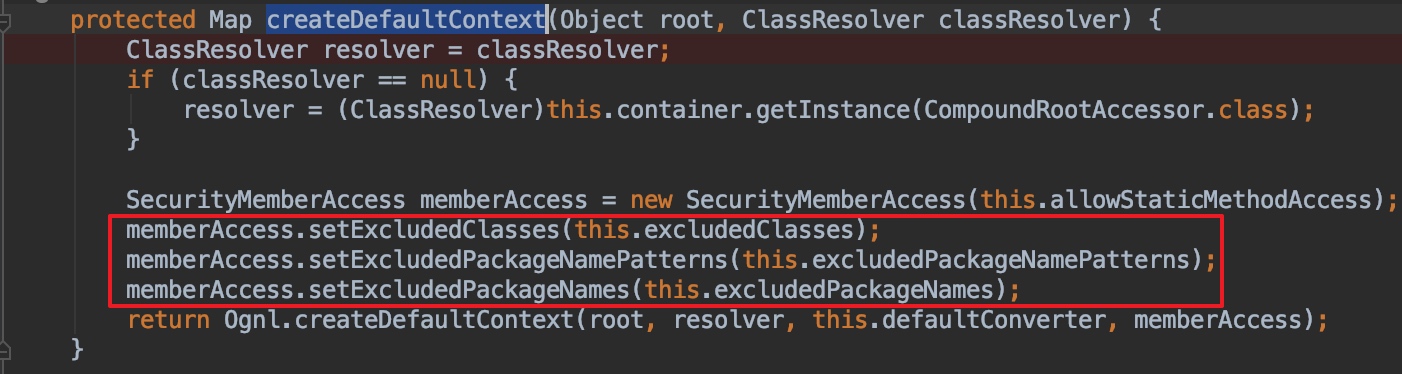 protected Map createDefaultContext(Object root, ClassResolver classResolver) {
    ClassResolver resolver = classResolver;
    if (classResolver == null) {
        resolver = (ClassResolver)this.container.getInstance(CompoundRootAccessor.class);
    }

    SecurityMemberAccess memberAccess = new SecurityMemberAccess(this.allowStaticMethodAccess);
    memberAccess.setExcludedClasses(this.excludedClasses);
    memberAccess.setExcludedPackageNamePatterns(this.excludedPackageNamePatterns);
    memberAccess.setExcludedPackageNames(this.excludedPackageNames);
    return Ognl.createDefaultContext(root, resolver, this.defaultConverter, memberAccess);
}